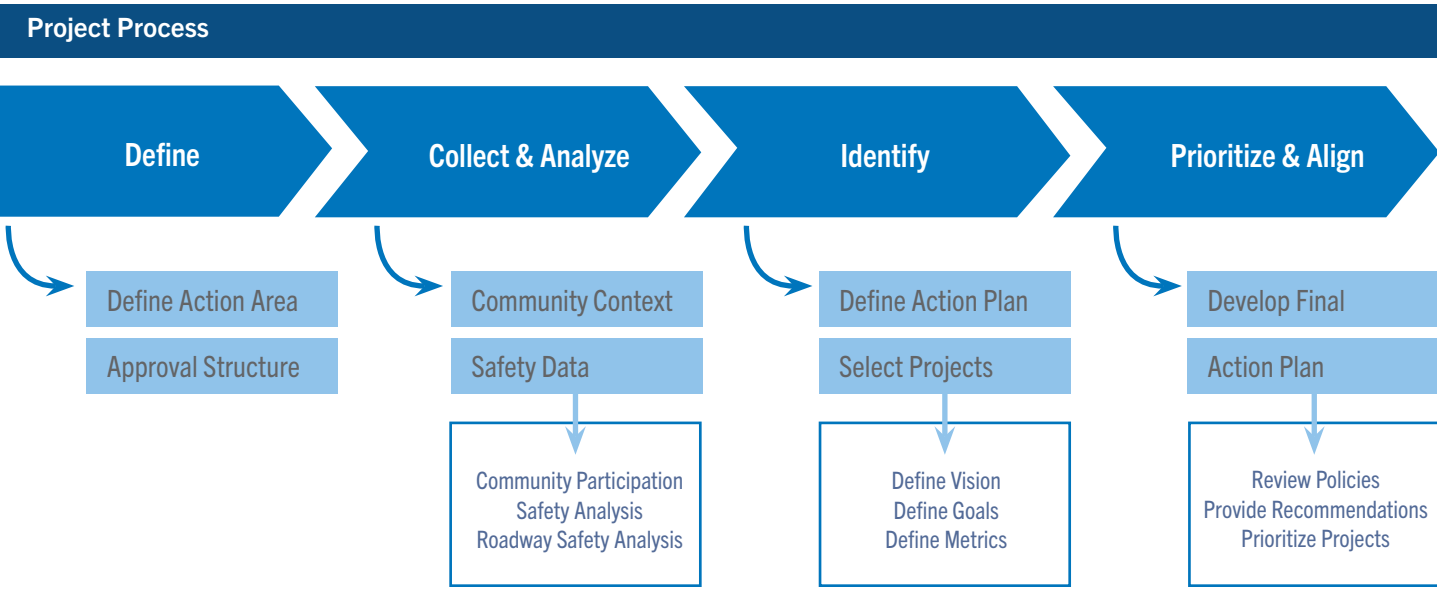 Project Process
Define
Collect & Analyze
Identify
Prioritize & Align
Define Action Area
Approval Structure
Community Context
Safety Data
Community Participation
Safety Analysis
Roadway Safety Analysis
Define Action Plan
Select Projects
Define Vision
Define Goals
Define Metrics
Develop Final
Action Plan
Review Policies
Provide Recommendations
Prioritize Projects